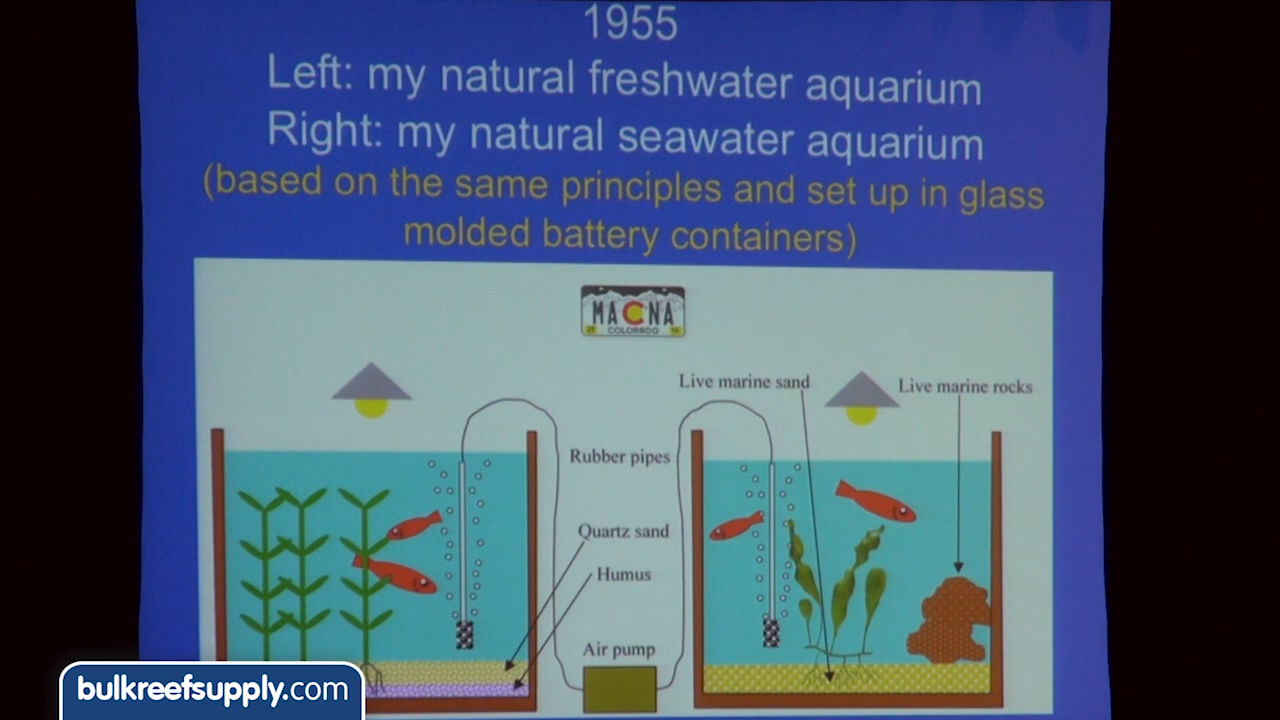 1955
Left: my natural freshwater aquarium
Right: my natural seawater aquarium
(based on the same principles and set up in glass
molded battery containers)
MACNA
COLORADO
Live marine sand
Live marine rocks
Rubber pipes
Quartz sand
Humus
Air pump
bulkreefsupply.com